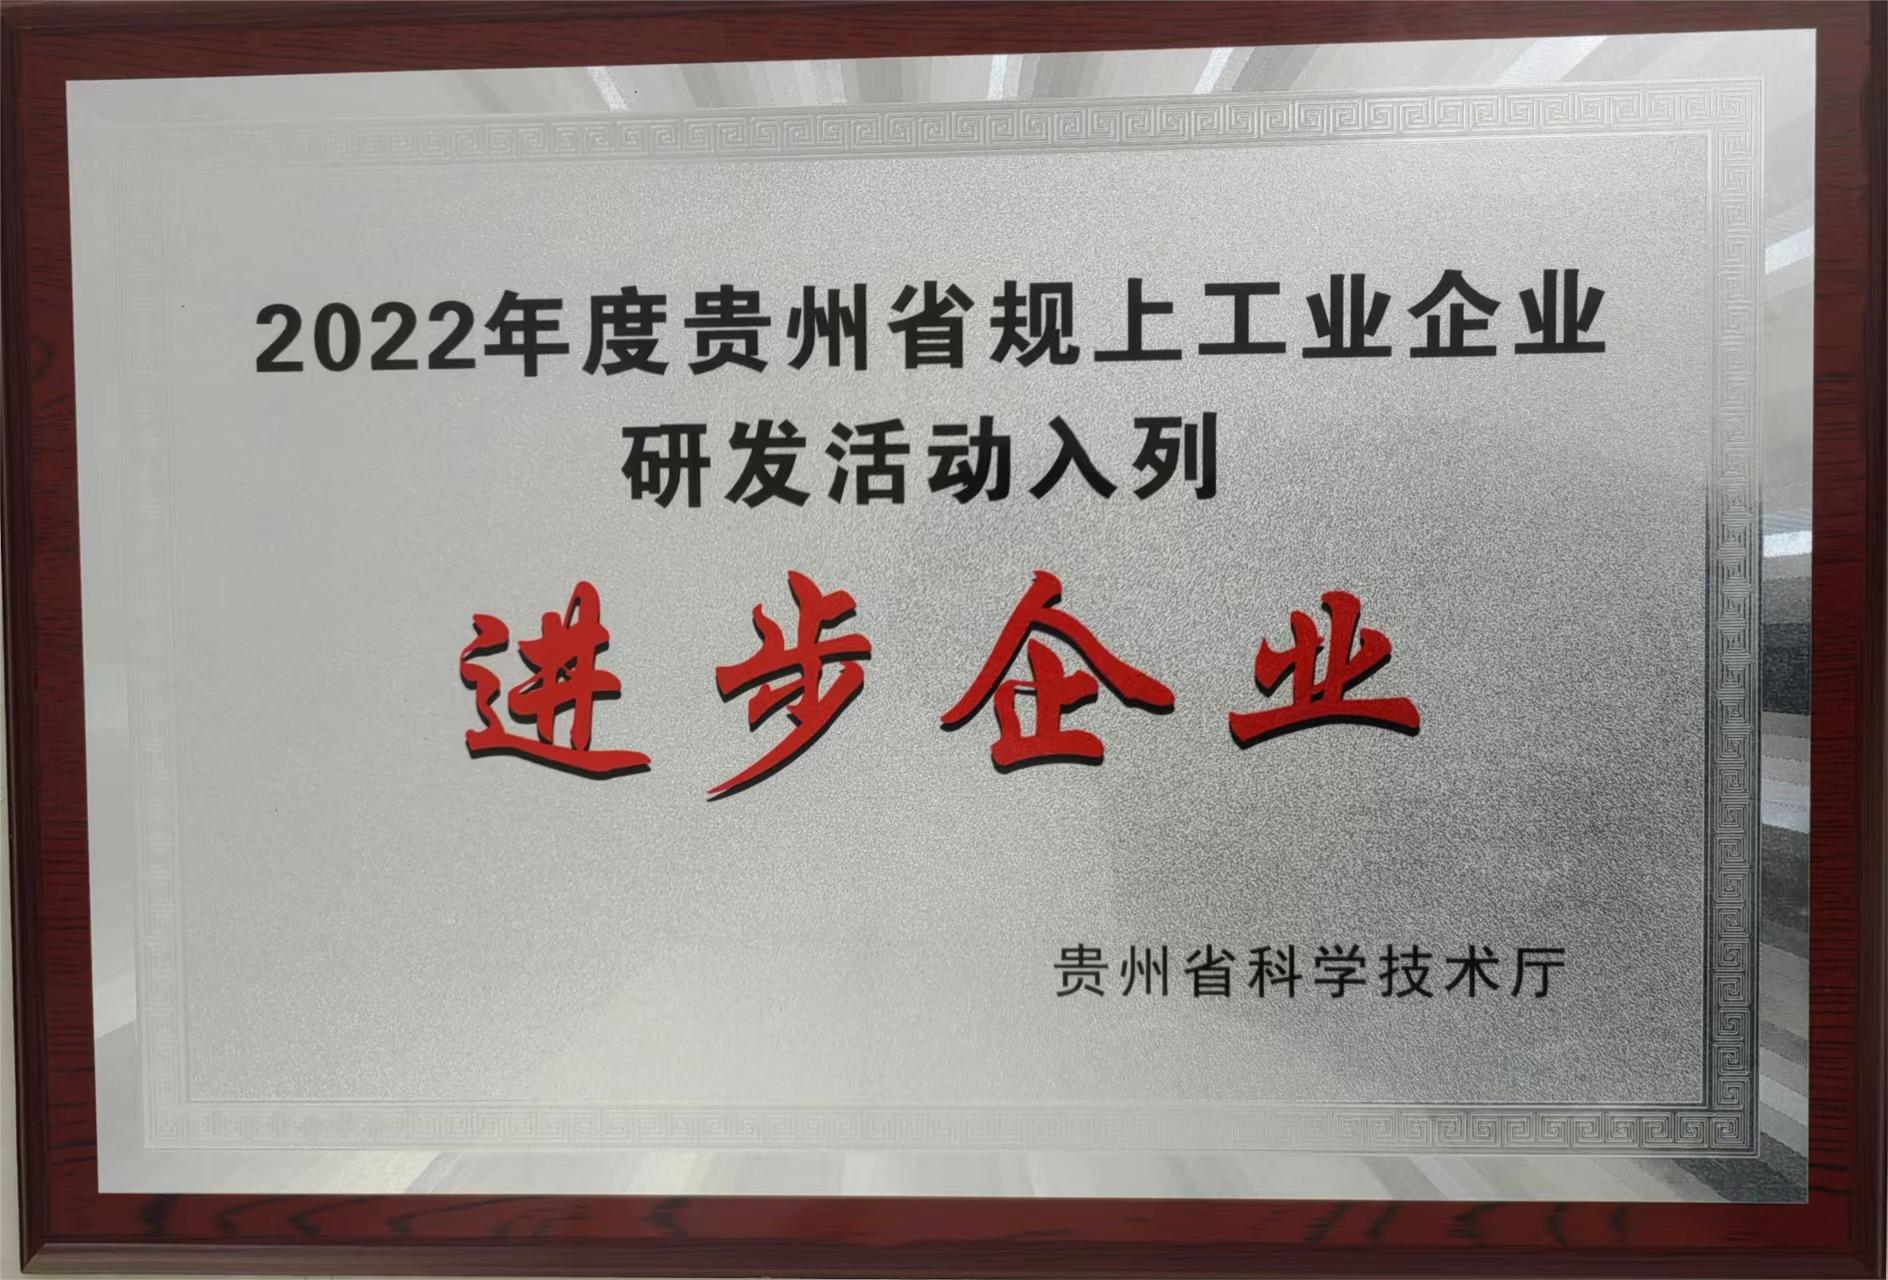 2022年度贵州省规上工业企业
研发活动入列
进步企业
贵州省科学技术厅